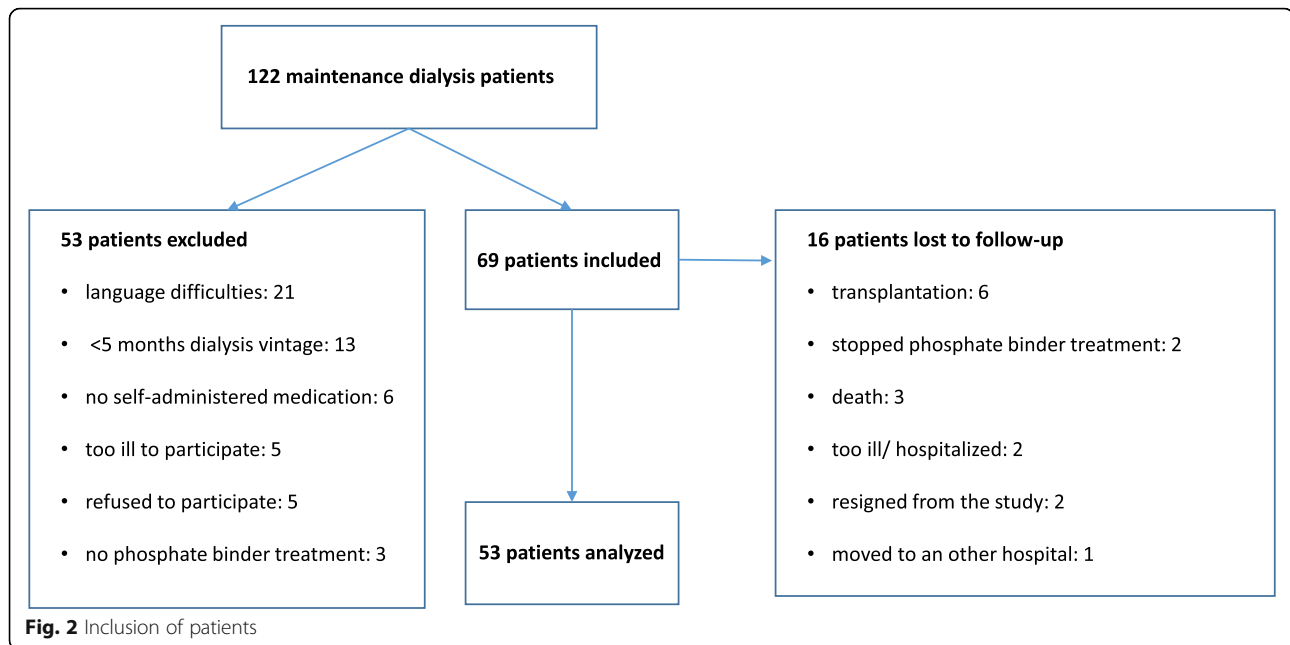 122 maintenance dialysis patients
53 patients excluded
• language difficulties: 21
• <5 months dialysis vintage: 13
• no self-administered medication: 6
• too ill to participate: 5
• refused to participate: 5
• no phosphate binder treatment: 3
69 patients included
53 patients analyzed
16 patients lost to follow-up
• transplantation: 6
• stopped phosphate binder treatment: 2
• death: 3
• too ill/ hospitalized: 2
• resigned from the study: 2
• moved to an other hospital: 1
Fig. 2 Inclusion of patients